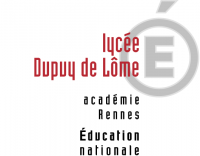 lycée
Dupuy de Lôme
É
académie
Rennes
Éducation
nationale